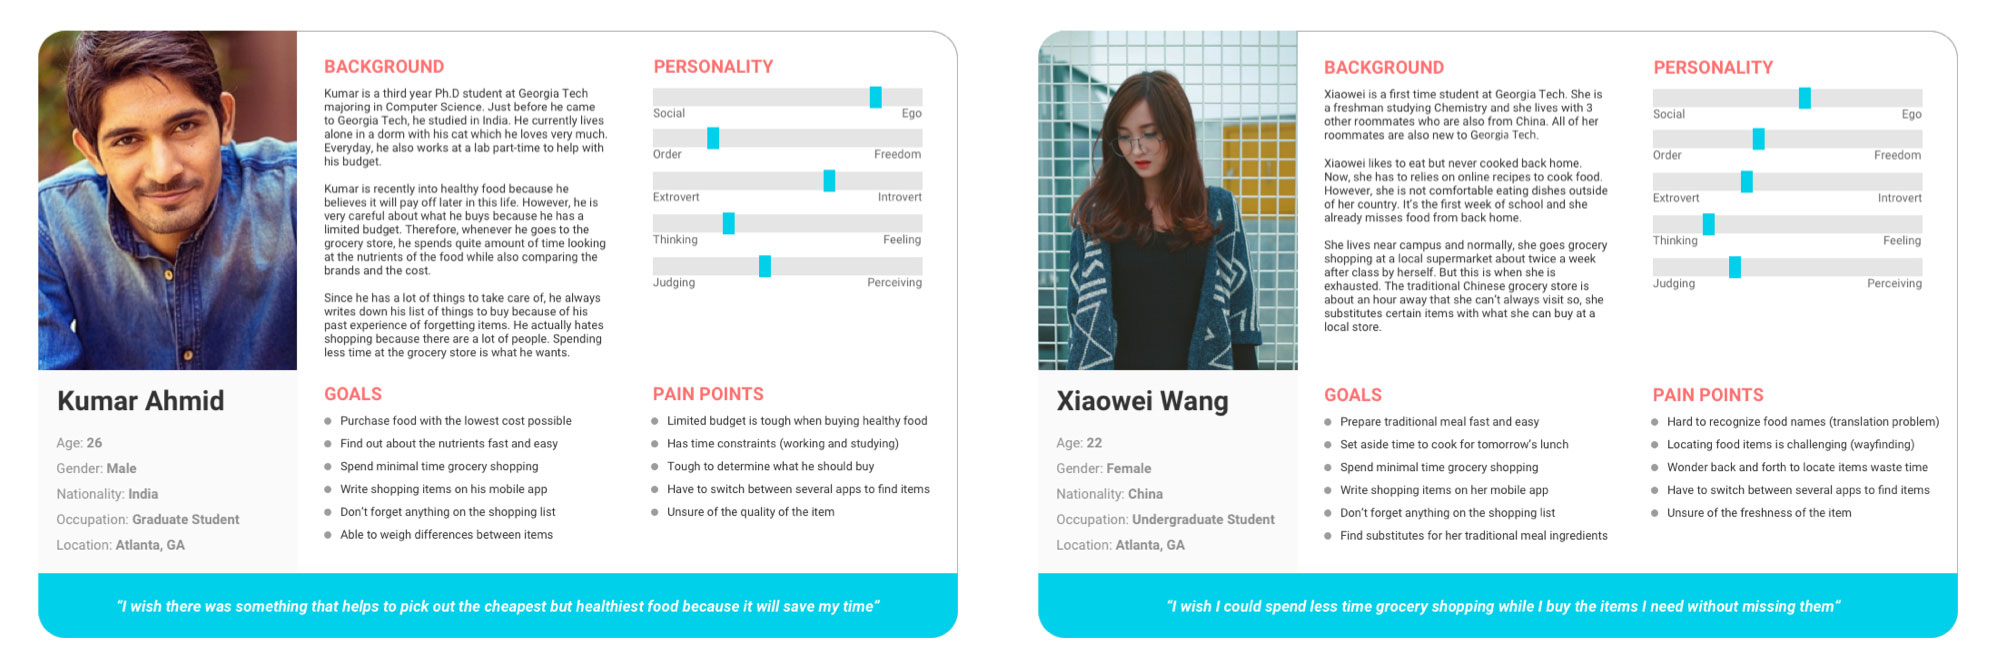 BACKGROUND
Kumar is a third year Ph.D student at Georgia Tech
majoring in Computer Science. Just before he came
to Georgia Tech, he studied in India. He currently lives
alone in a dorm with his cat which he loves very much.
Everyday, he also works at a lab part-time to help with
his budget.
Kumar is recently into healthy food because he
believes it will pay off later in this life. However, he is
very careful about what he buys because he has a
limited budget. Therefore, whenever he goes to the
grocery store, he spends quite amount of time looking
at the nutrients of the food while also comparing the
brands and the cost.
Since he has a lot of things to take care of, he always
writes down his list of things to buy because of his
past experience of forgetting items. He actually hates
shopping because there are a lot of people. Spending
less time at the grocery store is what he wants.
PERSONALITY
Social Ego
Order Freedom
Extrovert Introvert
Thinking Feeling
Judging Perceiving
Kumar Ahmid
Age: 26
Gender: Male
Nationality: India
Occupation: Graduate Student
Location: Atlanta, GA
GOALS
Purchase food with the lowest cost possible
Find out about the nutrients fast and easy
Spend minimal time grocery shopping
Write shopping items on his mobile app
Don't forget anything on the shopping list
Able to weigh differences between items
PAIN POINTS
Limited budget is tough when buying healthy food
Has time constraints (working and studying)
Tough to determine what he should buy
Have to switch between several apps to find items
Unsure of the quality of the item
“I wish there was something that helps to pick out the cheapest but healthiest food because it will save my time“
BACKGROUND
Xiaowei is a first time student at Georgia Tech. She is
a freshman studying Chemistry and she lives with 3
other roommates who are also from China. All of her
roommates are also new to Georgia Tech.
Xiaowei likes to eat but never cooked back home.
Now, she has to relies on online recipes to cook food.
However, she is not comfortable eating dishes outside
of her country. It's the first week of school and she
already misses food from back home.
She lives near campus and normally, she goes grocery
shopping at a local supermarket about twice a week
after class by herself. But this is when she is
exhausted. The traditional Chinese grocery store is
about an hour away that she can't always visit so, she
substitutes certain items with what she can buy at a
local store.
PERSONALITY
Social Ego
Order Freedom
Extrovert Introvert
Thinking Feeling
Judging Perceiving
Xiaowei Wang
Age: 22
Gender: Female
Nationality: China
Occupation: Undergraduate Student
Location: Atlanta, GA
GOALS
Prepare traditional meal fast and easy
Set aside time to cook for tomorrow's lunch
Spend minimal time grocery shopping
Write shopping items on her mobile app
Don't forget anything on the shopping list
Find substitutes for her traditional meal ingredients
PAIN POINTS
Hard to recognize food names (translation problem)
Locating food items is challenging (wayfinding)
Wonder back and forth to locate items waste time
Have to switch between several apps to find items
Unsure of the freshness of the item
“I wish I could spend less time grocery shopping while I buy the items I need without missing them“